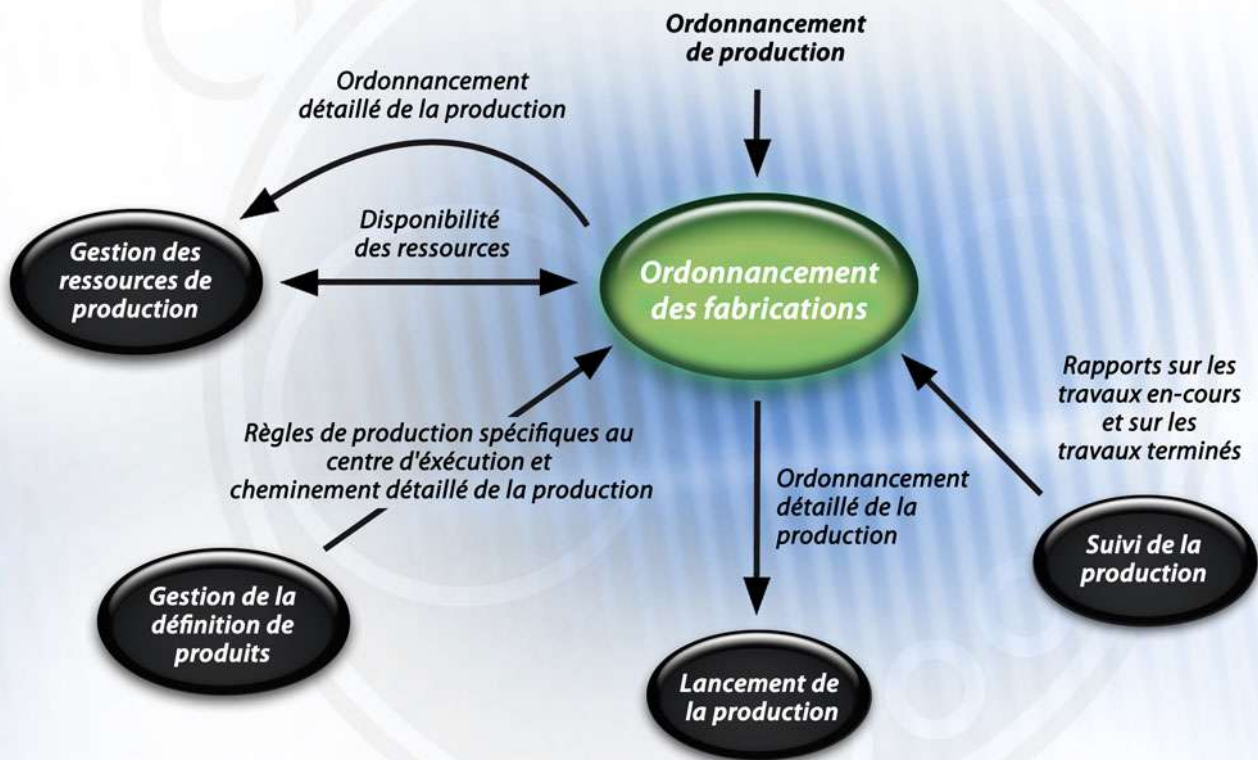 Ordonnancement
de production
Ordonnancement
détaillé de la production
Disponibilité
des ressources
Gestion des
ressources de
production
Ordonnancement
des fabrications
Rapports sur les
travaux en-cours
et sur les
travaux terminés
Règles de production spécifiques au
centre d'éxécution et
cheminement détaillé de la production
Ordonnancement
détaillé de la
production
Suivi de la
production
Gestion de la
définition de
produits
Lancement de
la production